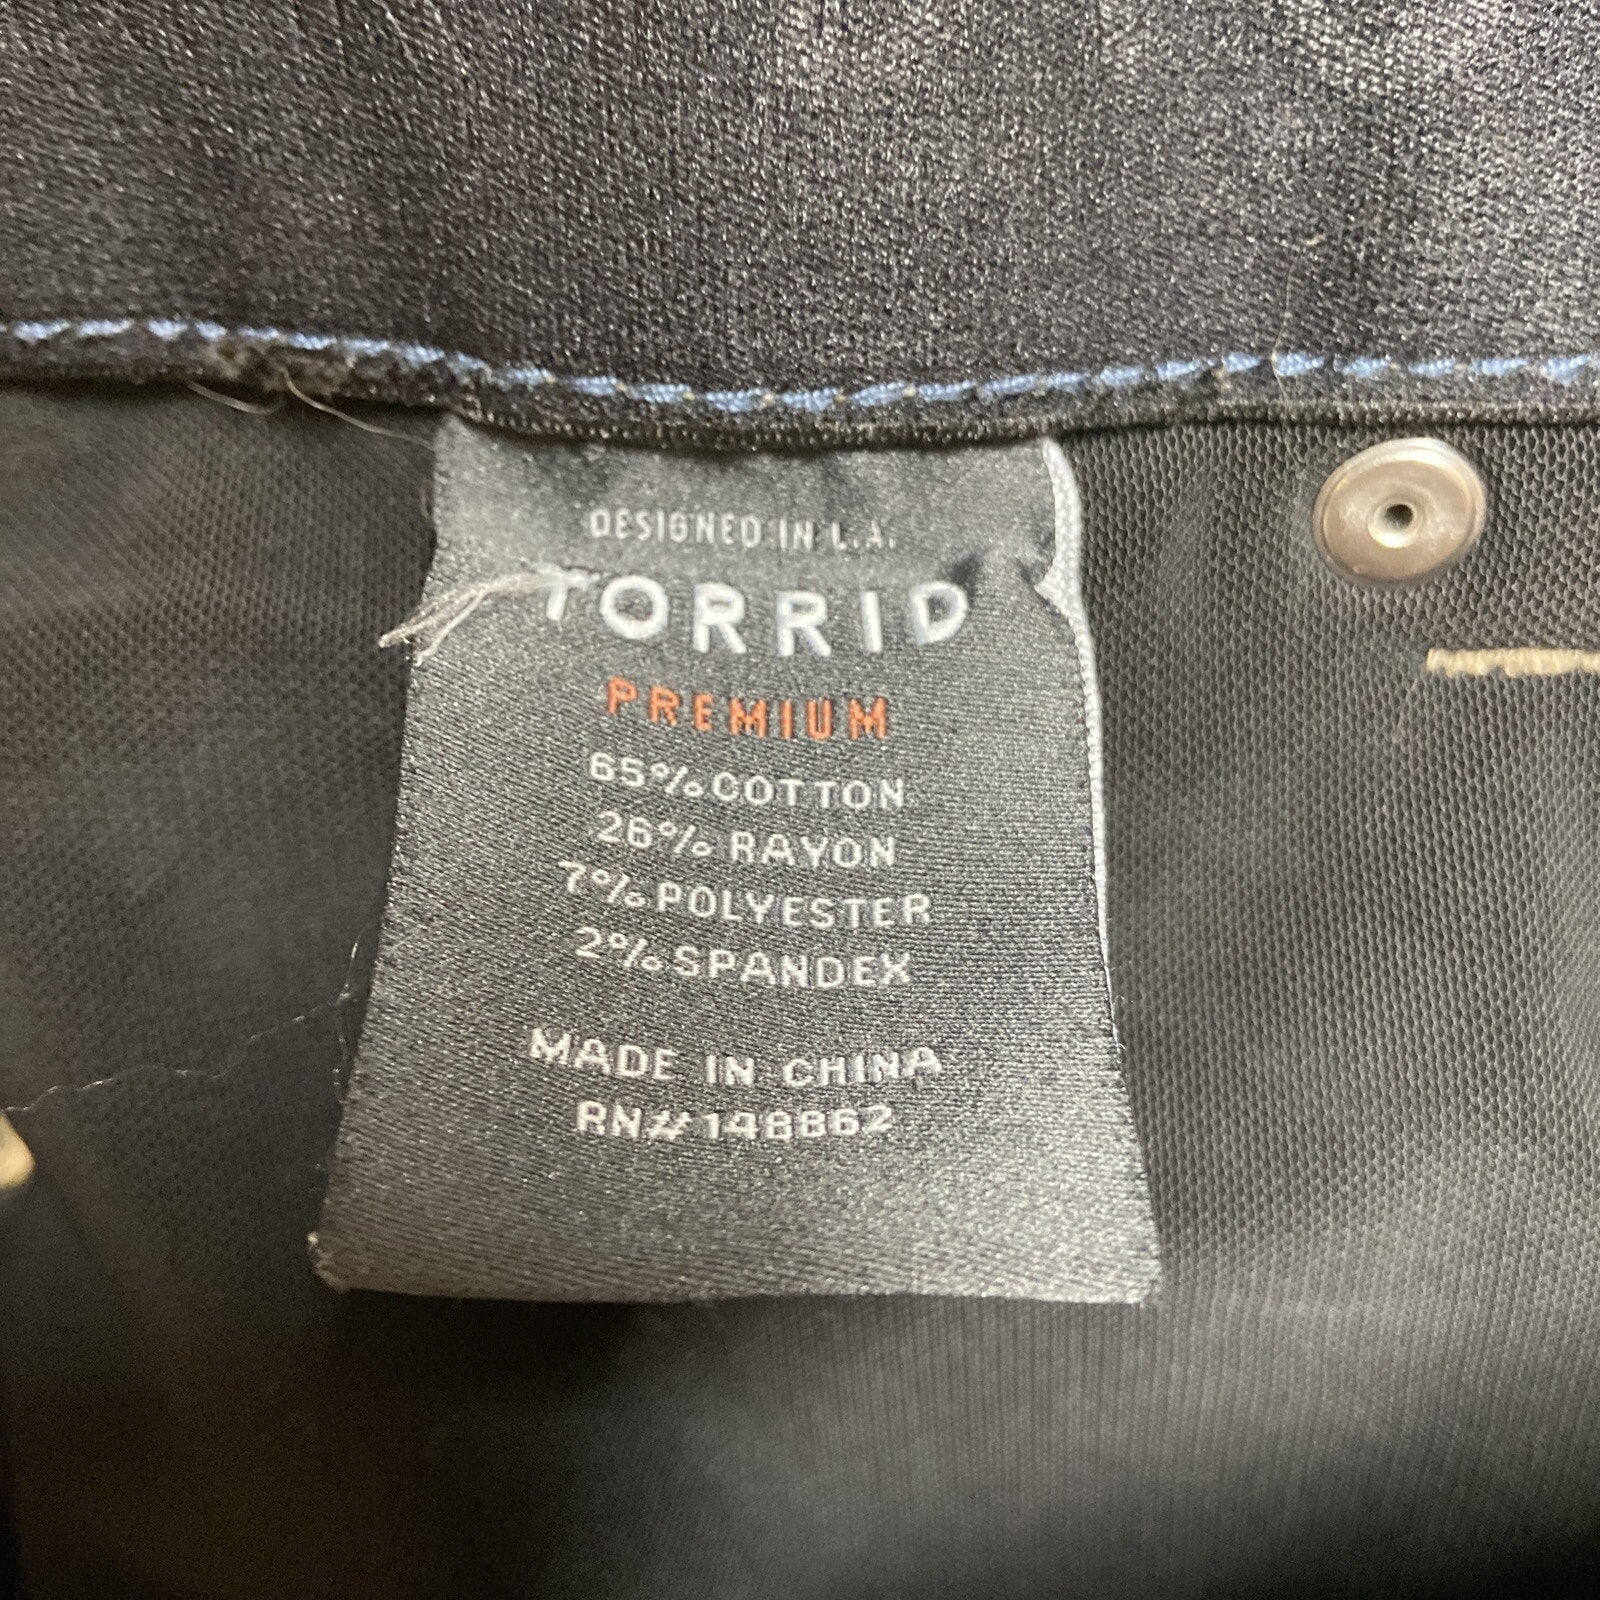 DESIGNED IN L.A.
TORRID
PREMIUM
65% COTTON
26% RAYON
7% POLYESTER
2% SPANDEX
MADE IN CHINA
RN# 148862